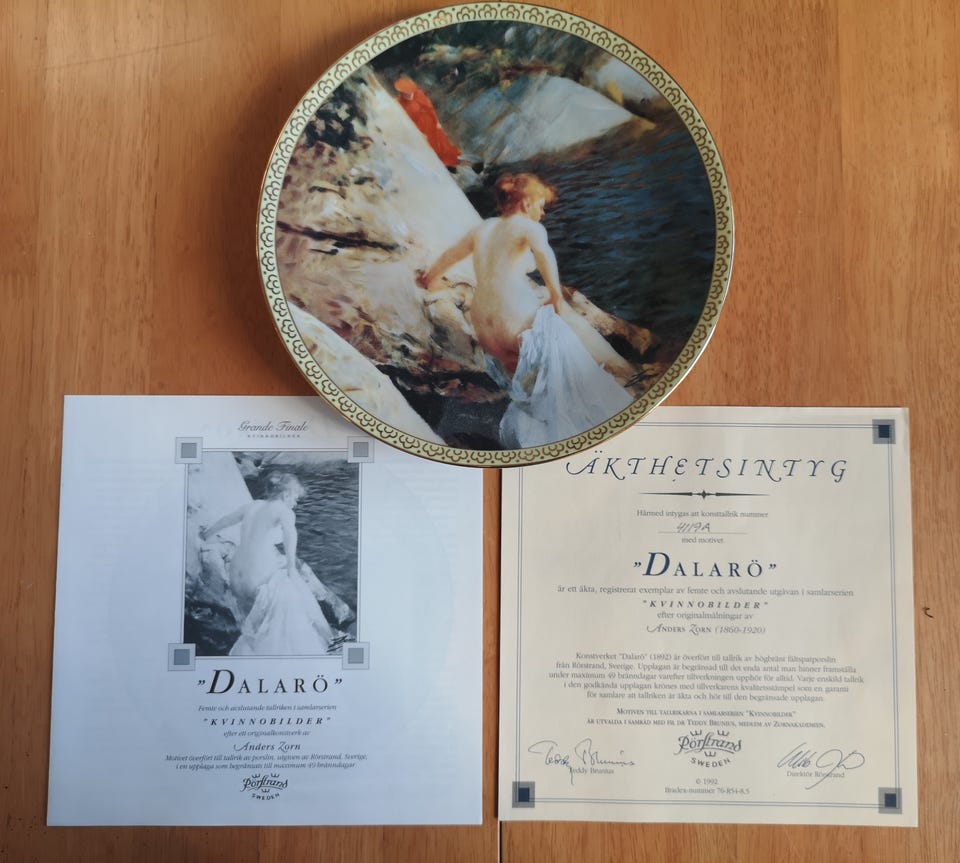 Grande Finale
KVINNOBILDER
"DALARÖ"
Femte och avslutande tallriken i samlarserien
"KVINNOBILDER"
efter ett originalkonstverk av
Anders Zorn
Motivet överfört till tallrik av porslin, utgiven av Rörstrand, Sverige,
i en upplaga som begränsats till maximum 49 bränndagar
Rörstrand
SWEDEN
ÄKTHETSINTYG
Härmed intygas att konsttallrik nummer
4119A
med motivet
"DALARÖ"
är ett äkta, registrerat exemplar av femte och avslutande utgåvan i samlarserien
"KVINNOBILDER"
efter originalmålningar av
ANDERS ZORN (1860-1920)
Konstverket "Dalarö" (1892) är överfört till tallrik av högbränt fältspatporslin
från Rörstrand, Sverige. Upplagan är begränsad till det enda antal man hinner framställa
under maximum 49 bränndagar varefter tillverkningen upphör för alltid. Varje enskild tallrik
i den godkända upplagan krönes med tillverkarens kvalitetsstämpel som en garanti
för samlare att tallriken är äkta och hör till den begränsade upplagan.
MOTIVEN TILL TALLRIKARNA I SAMLARSERIEN "KVINNOBILDER"
ÄR UTVALDA I SAMRÅD MED FIL DR TEDDY BRUNIUS, MEDLEM AV ZORNAKADEMIEN.
Teddy Brunius
Teddy Brunius
Rörstrand
SWEDEN
Direktör Rörstrand
© 1992
Bradex-nummer 76-R54-8.5